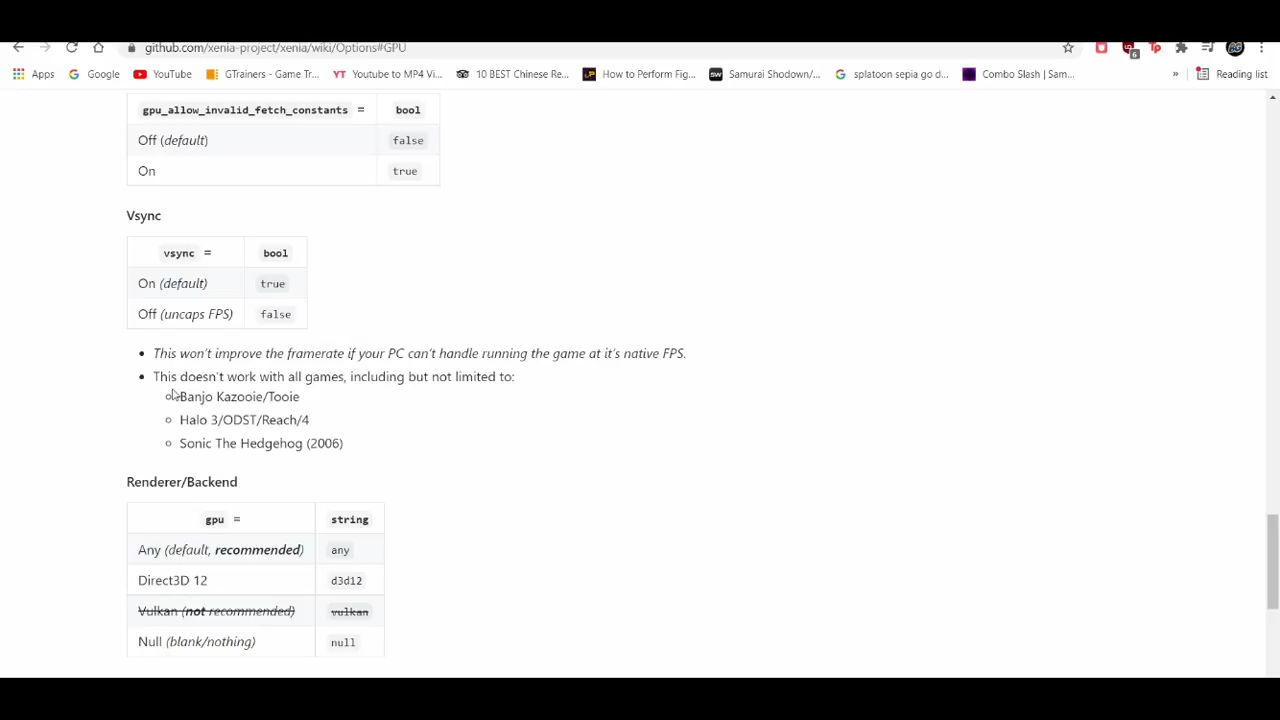 github.com/xenia-project/xenia/wiki/Options#GPU
6
Apps Google YouTube GTrainers - Game Tr... YT Youtube to MP4 Vi... 10 BEST Chinese Re... How to Perform Fig... SW Samurai Shodown/... splatoon sepia go d... Combo Slash | Sam... » Reading list
gpu_allow_invalid_fetch_constants = bool
Off (default) false
On true
Vsync
vsync = bool
On (default) true
Off (uncaps FPS) false
• This won't improve the framerate if your PC can't handle running the game at it's native FPS.
• This doesn't work with all games, including but not limited to:
Banjo Kazooie/Tooie
Halo 3/ODST/Reach/4
Sonic The Hedgehog (2006)
Renderer/Backend
gpu = string
Any (default, recommended) any
Direct3D 12 d3d12
Vulkan (not recommended) vulkan
Null (blank/nothing) null